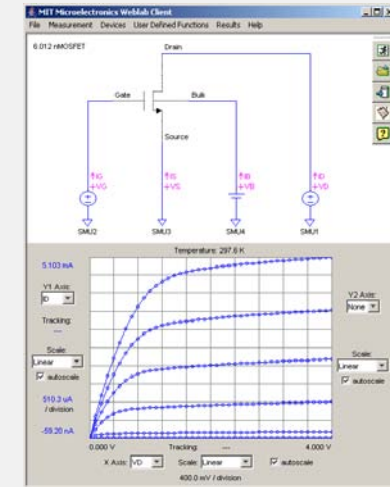 MIT Microelectronics Weblab Client
File Measurement Devices User Defined Functions Results Help
6.012 nMOSFET
Drain
Gate
Bulk
Source
IG
+VG
IS
+VS
IB
+VB
ID
+VD
SMU2
SMU3
SMU4
SMU1
Temperature: 297.6 K
5.103 mA
Y1 Axis:
ID
Tracking:
---
Scale:
Linear
autoscale
510.3 uA
/ division
-59.20 nA
Y2 Axis:
None
Scale:
Linear
autoscale
0.000 V
Tracking: ---
4.000 V
X Axis: VD Scale: Linear autoscale
400.0 mV / division